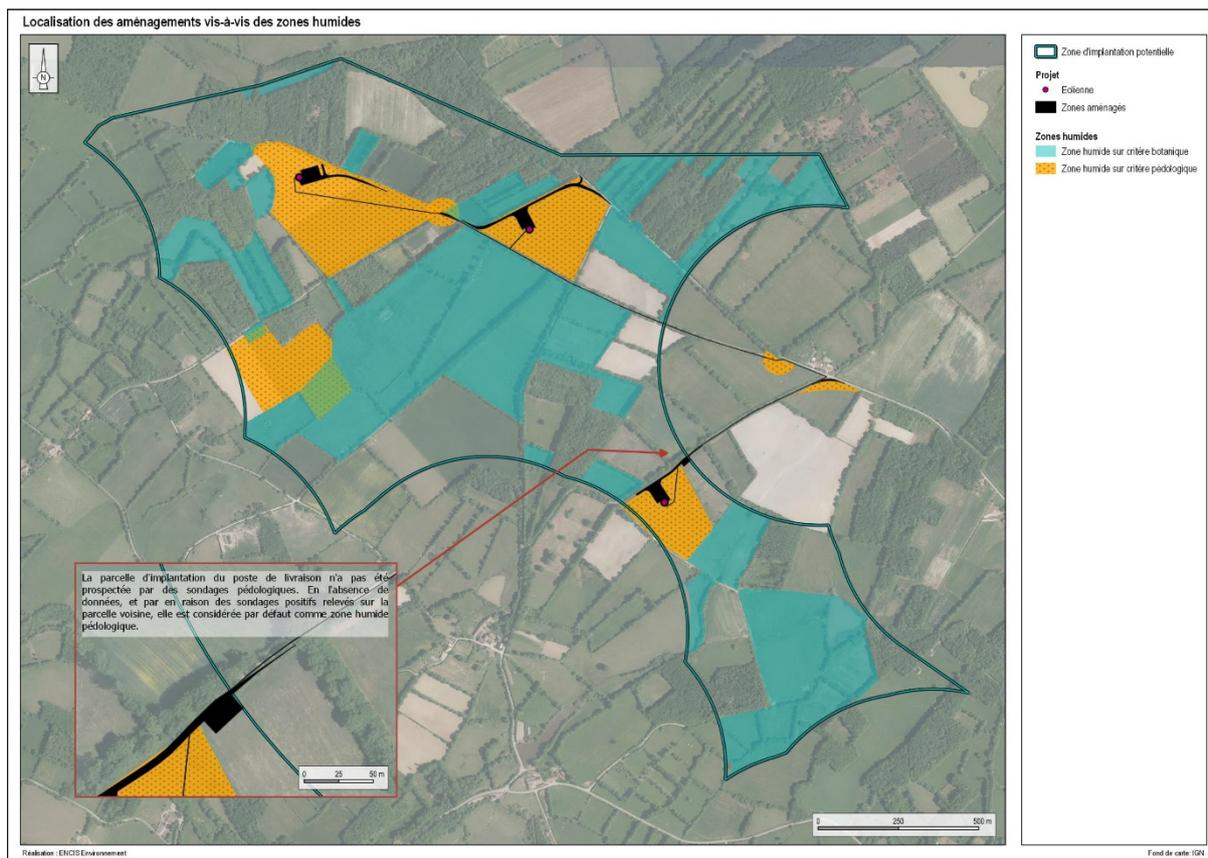 Localisation des aménagements vis-à-vis des zones humides
N
Zone d'implantation potentielle
Projet
Eolienne
Zones aménagés
Zones humides
Zone humide sur critère botanique
Zone humide sur critère pédologique
La parcelle d'implantation du poste de livraison n'a pas été
prospectée par des sondages pédologiques. En l'absence de
données, et par en raison des sondages positifs relevés sur la
parcelle voisine, elle est considérée par défaut comme zone humide
pédologique.
0 25 50 m
0 250 500 m
Réalisation : ENCIS Environnement
Fond de carte: IGN